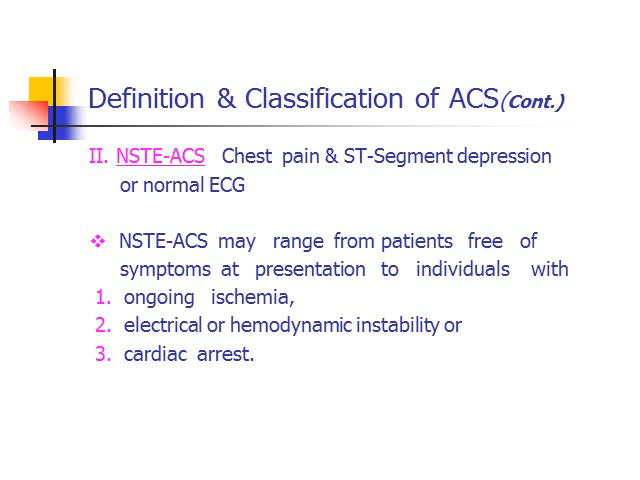 Definition & Classification of ACS(Cont.)
II. NSTE-ACS Chest pain & ST-Segment depression
or normal ECG
❖ NSTE-ACS may range from patients free of
symptoms at presentation to individuals with
1. ongoing ischemia,
2. electrical or hemodynamic instability or
3. cardiac arrest.